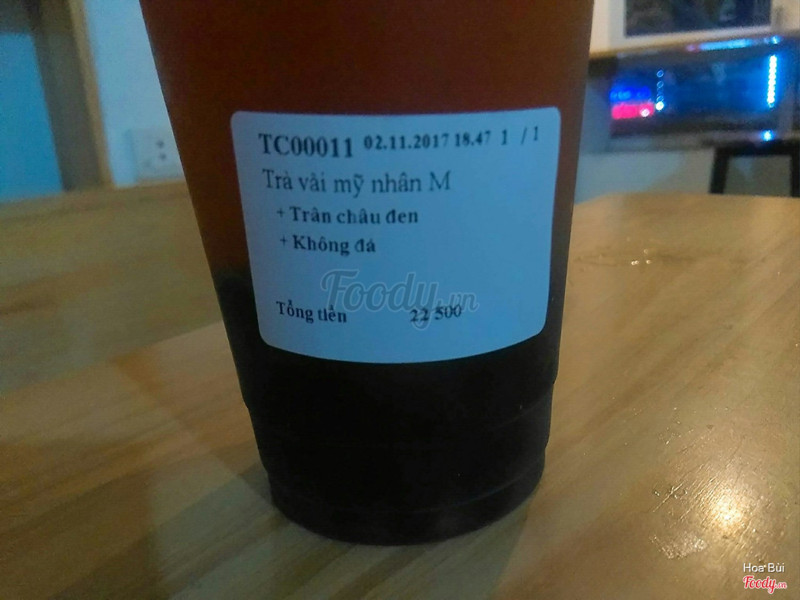 TC00011 02.11.2017 18.47 1 / 1
Trà vải mỹ nhân M
+ Trân châu đen
+ Không đá
Foody.vn
Tổng tiền 22 500
Hoa Bùi
Foody.vn